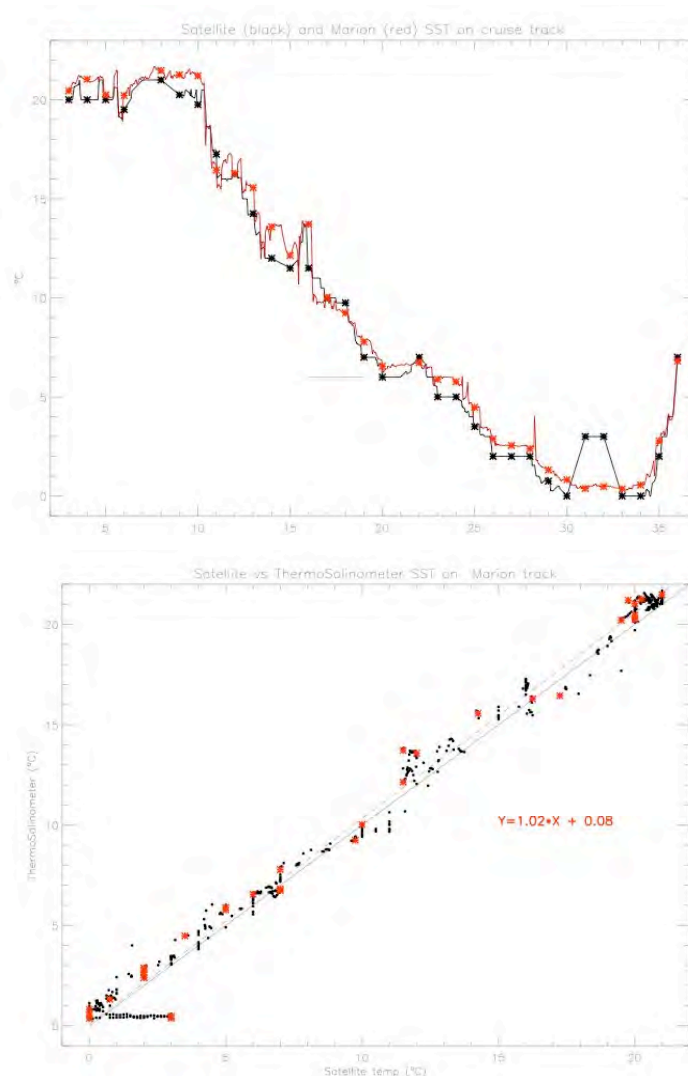 Satellite (black) and Marion (red) SST on cruise track
20
15
10
5
0
°C
5 10 15 20 25 30 35
Satellite vs ThermoSalinometer SST on Marion track
20
15
10
5
0
ThermoSalinometer (°C)
Y=1.02*X + 0.08
0 5 10 15 20
Satellite temp (°C)